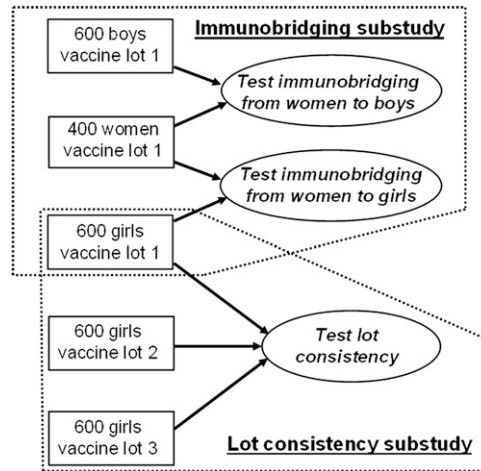 Immunobridging substudy
600 boys
vaccine lot 1
Test immunobridging
from women to boys
400 women
vaccine lot 1
Test immunobridging
from women to girls
600 girls
vaccine lot 1
600 girls
vaccine lot 2
Test lot
consistency
600 girls
vaccine lot 3
Lot consistency substudy